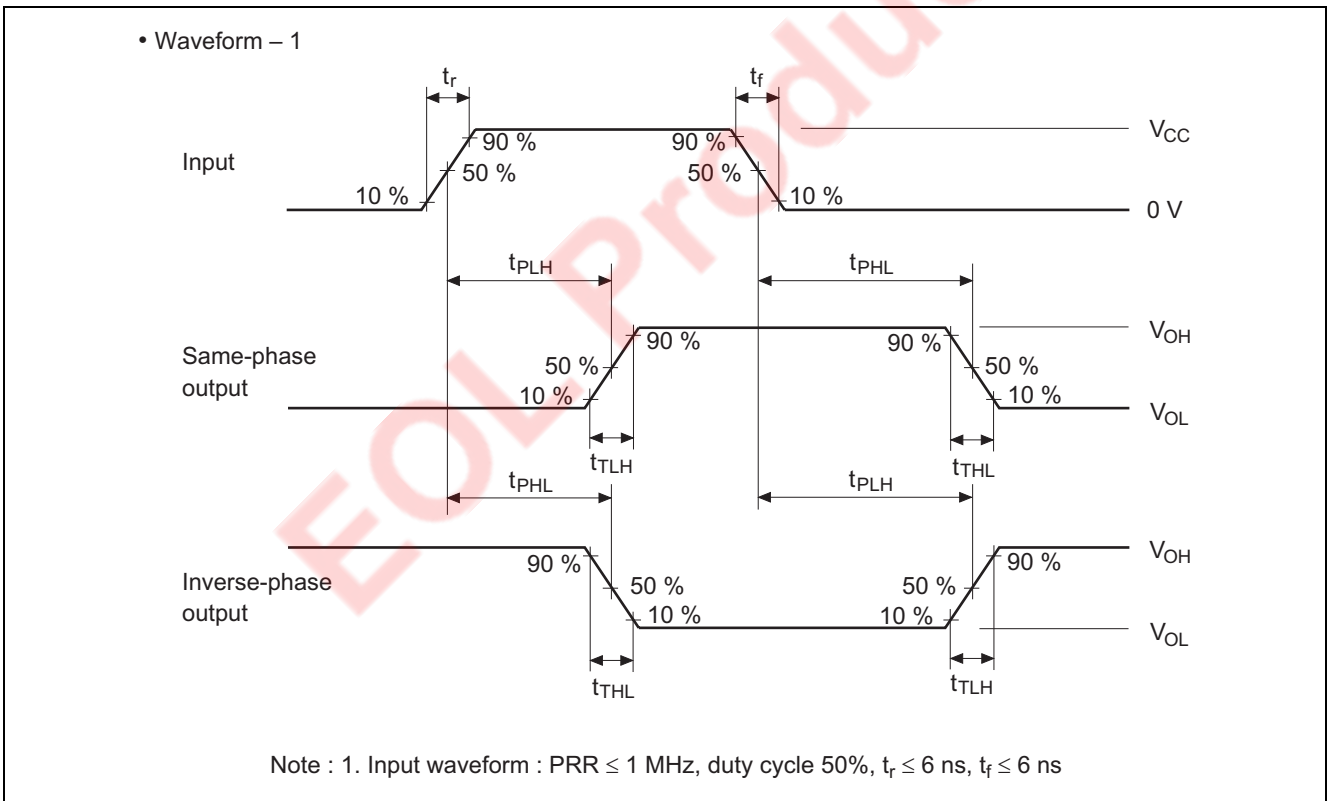 • Waveform – 1
tr
tf
90 %
90 %
VCC
Input
50 %
50 %
10 %
10 %
0 V
tPLH
tPHL
VOH
90 %
90 %
Same-phase
output
50 %
50 %
10 %
10 %
VOL
tTLH
tTHL
tPHL
tPLH
VOH
90 %
90 %
Inverse-phase
output
50 %
50 %
10 %
10 %
VOL
tTHL
tTLH
Note : 1. Input waveform : PRR ≤ 1 MHz, duty cycle 50%, tr ≤ 6 ns, tf ≤ 6 ns
EOL Produ